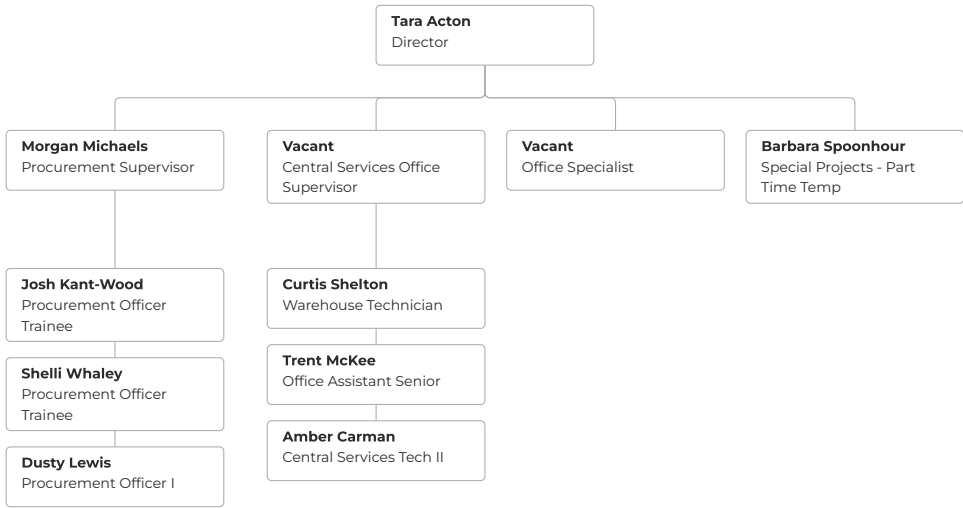 Tara Acton
Director
Morgan Michaels
Procurement Supervisor
Vacant
Central Services Office
Supervisor
Vacant
Office Specialist
Barbara Spoonhour
Special Projects - Part
Time Temp
Josh Kant-Wood
Procurement Officer
Trainee
Shelli Whaley
Procurement Officer
Trainee
Dusty Lewis
Procurement Officer I
Curtis Shelton
Warehouse Technician
Trent McKee
Office Assistant Senior
Amber Carman
Central Services Tech II